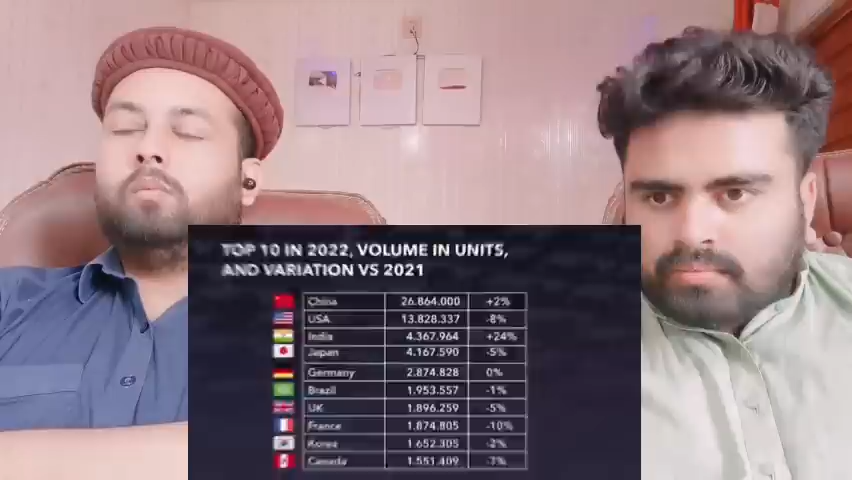 TOP 10 IN 2022, VOLUME IN UNITS,
AND VARIATION VS 2021
China 26.864.000 +2%
USA 13.828.337 -8%
India 4.367.964 +24%
Japan 4.167.590 -5%
Germany 2.874.828 0%
Brazil 1.953.557 -1%
UK 1.896.259 -5%
France 1.874.805 -10%
Korea 1.652.305 -2%
Canada 1.551.409 -7%